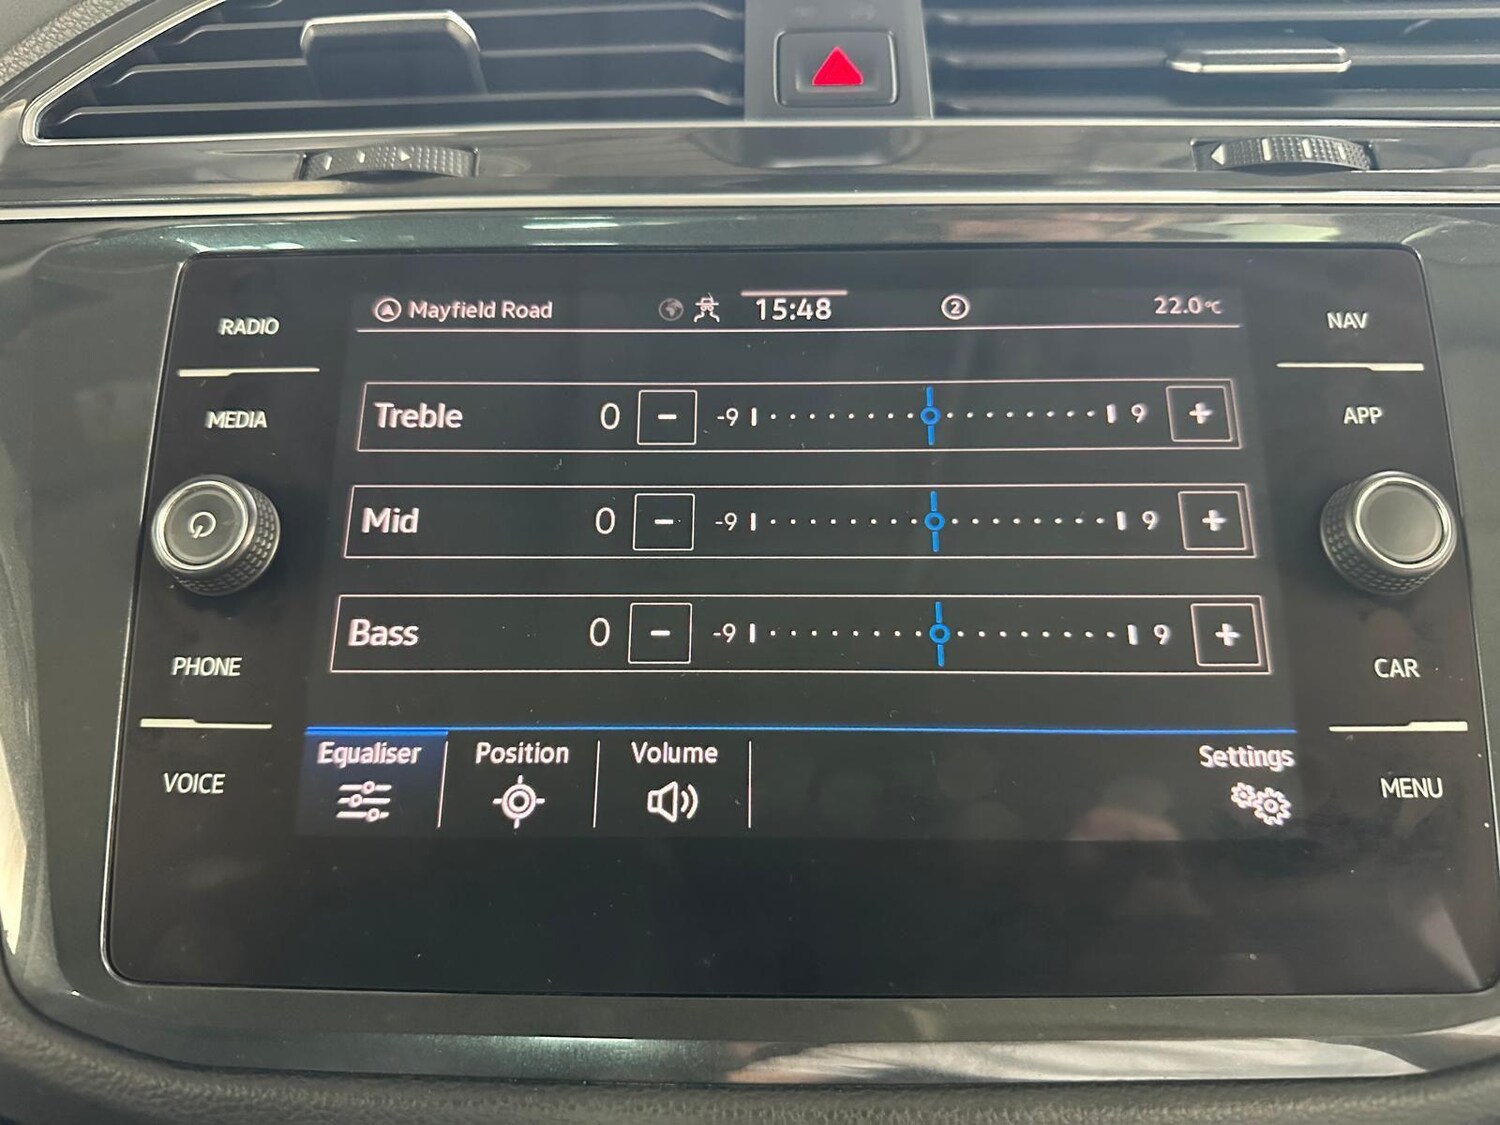 RADIO
MEDIA
PHONE
VOICE
Mayfield Road 15:48 2 22.0°C
Treble 0 - -9 9 +
Mid 0 - -9 9 +
Bass 0 - -9 9 +
Equaliser Position Volume Settings
NAV
APP
CAR
MENU